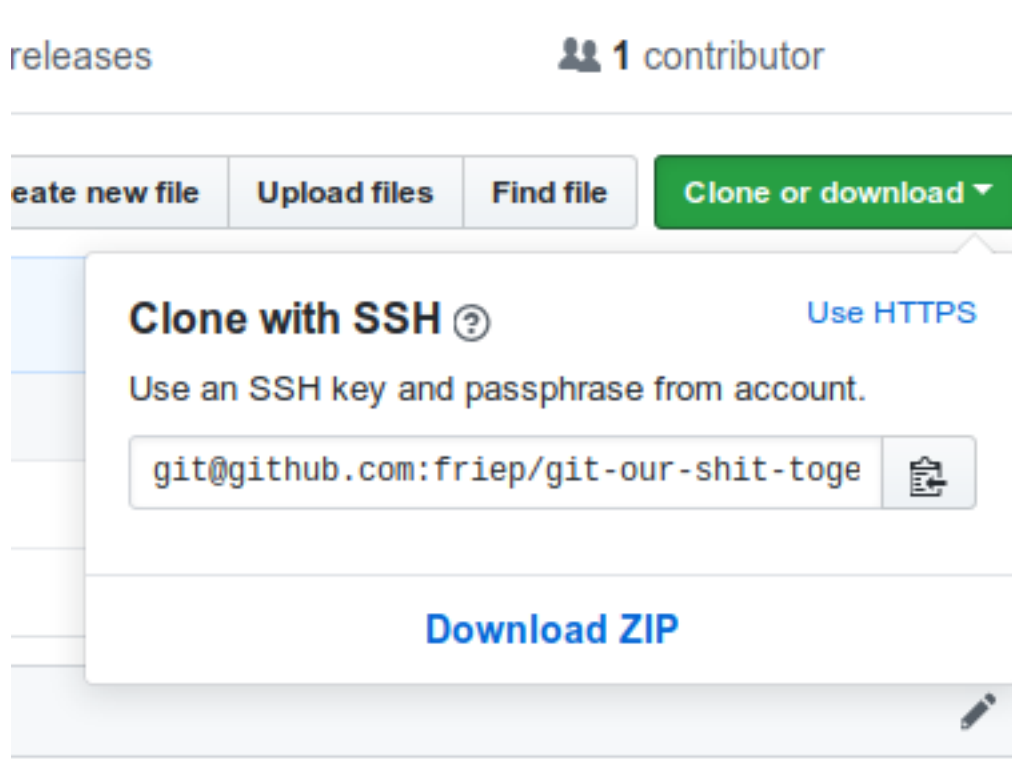 releases
1 contributor
eate new file
Upload files
Find file
Clone or download
Clone with SSH
Use HTTPS
Use an SSH key and passphrase from account.
git@github.com:friep/git-our-shit-toge
Download ZIP